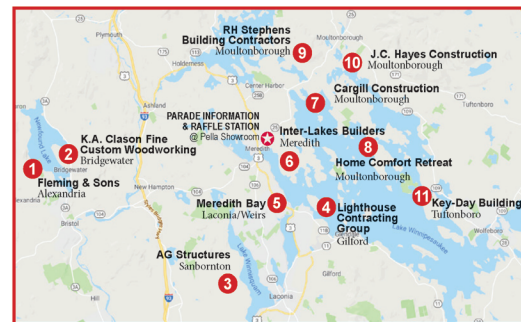 RH Stephens
Building Contractors
Moultonborough
9
10
J.C. Hayes Construction
Moultonborough
7
Cargill Construction
Moultonborough
PARADE INFORMATION
& RAFFLE STATION
@ Pella Showroom
Inter-Lakes Builders
Meredith
6
8
Home Comfort Retreat
Moultonborough
2
K.A. Clason Fine
Custom Woodworking
Bridgewater
1
Fleming & Sons
Alexandria
Meredith Bay
Laconia/Weirs
5
4
Lighthouse
Contracting
Group
Gilford
11
Key-Day Building
Tuftonboro
AG Structures
Sanbornton
3
Plymouth
Holderness
Moultonborough
Center Harbor
Ashland
Tuftonboro
Meredith
Bridgewater
New Hampton
Bristol
Hill
Laconia
Gilford
Wolfeboro
Lake Winnipesaukee